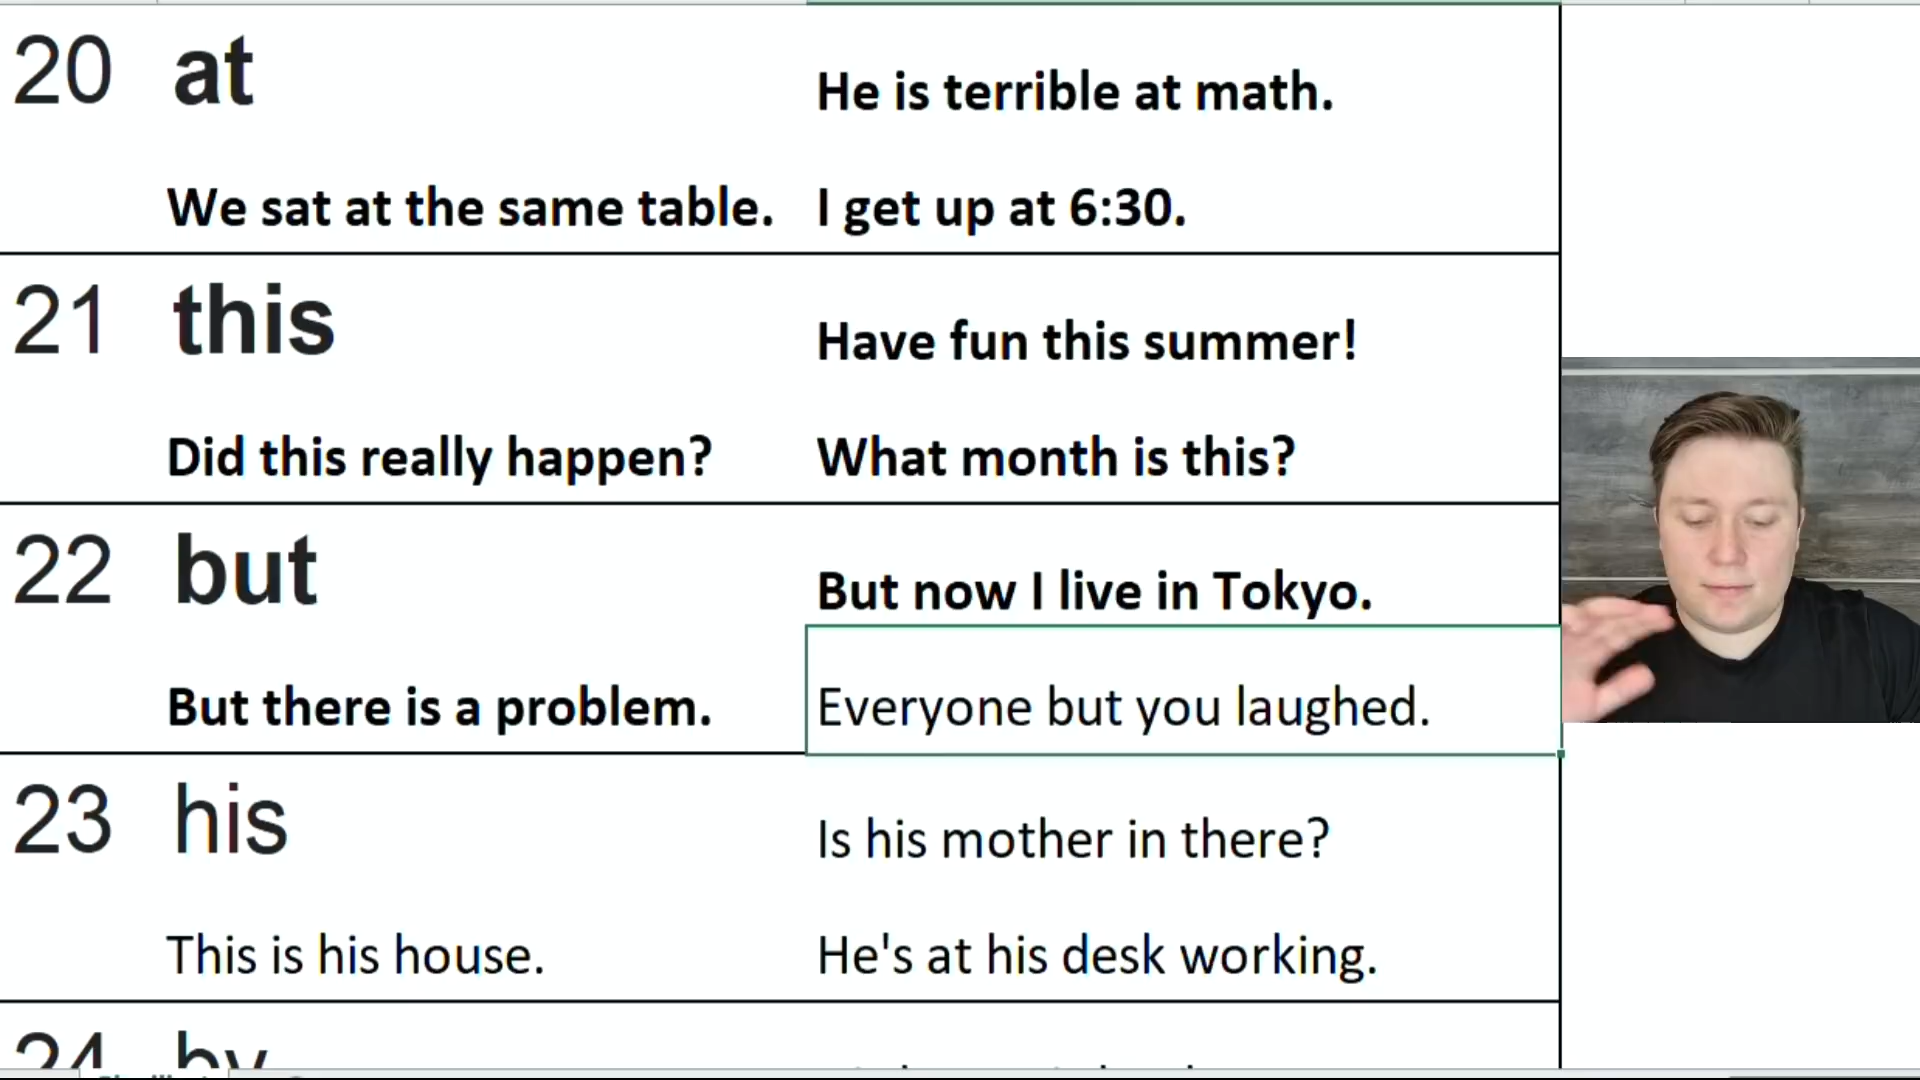 20 at
He is terrible at math.
We sat at the same table. I get up at 6:30.
21 this
Have fun this summer!
Did this really happen? What month is this?
22 but
But now I live in Tokyo.
But there is a problem. Everyone but you laughed.
23 his
Is his mother in there?
This is his house. He's at his desk working.
24 by